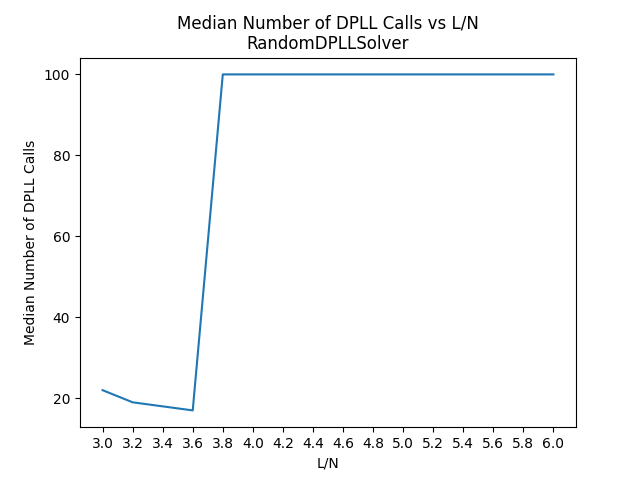 Median Number of DPLL Calls vs L/N
RandomDPLLSolver
Median Number of DPLL Calls
100
80
60
40
20
3.0 3.2 3.4 3.6 3.8 4.0 4.2 4.4 4.6 4.8 5.0 5.2 5.4 5.6 5.8 6.0
L/N